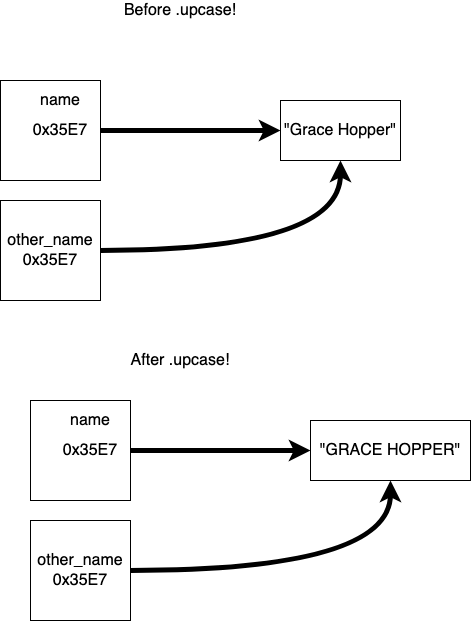 Before .upcase!
name
0x35E7
"Grace Hopper"
other_name
0x35E7
After .upcase!
name
0x35E7
"GRACE HOPPER"
other_name
0x35E7